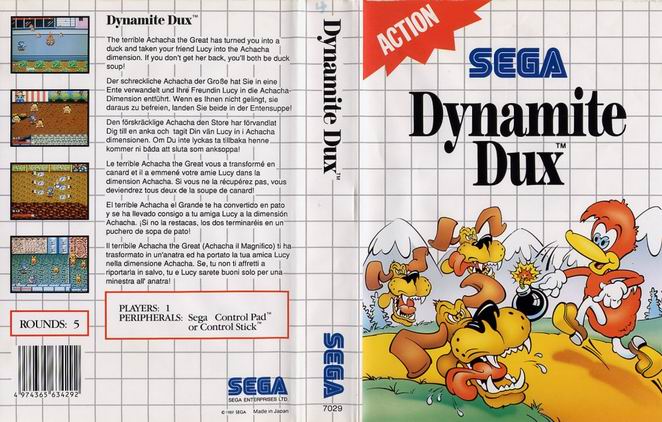 Dynamite Dux™
The terrible Achacha the Great has turned you into a
duck and taken your friend Lucy into the Achacha
dimension. If you don't get her back, you'll both be duck
soup!
Der schreckliche Achacha der Große hat Sie in eine
Ente verwandelt und Ihre Freundin Lucy in die Achacha-
Dimension entführt. Wenn es Ihnen nicht gelingt, sie
daraus zu befreien, landen Sie beide in der Entensuppe!
Den förskräcklige Achacha den Store har förvandlat
Dig till en anka och tagit Din vän Lucy in i Achacha
dimensionen. Om Du inte lyckas ta tillbaka henne
kommer ni båda att sluta som anksoppa!
Le terrible Achacha the Great vous a transformé en
canard et il a emmené votre amie Lucy dans la
dimension Achacha. Si vous ne la récupérez pas, vous
deviendrez tous deux de la soupe de canard!
El terrible Achacha el Grande te ha convertido en pato
y se ha llevado consigo a tu amiga Lucy a la dimensión
Achacha. ¡Si no la restacas, los dos terminaréis en un
puchero de sopa de pato!
Il terribile Achacha the Great (Achacha il Magnifico) ti ha
trasformato in un'anatra ed ha portato la tua amica Lucy
nella dimensione Achacha. Se, tu non ti affretti a
riportarla in salvo, tu e Lucy sarete buoni solo per una
minestra all' anatra!
ROUNDS: 5
PLAYERS: 1
PERIPHERALS: Sega Control Pad™
or Control Stick™
4 974365 634292
SEGA
SEGA ENTERPRISES LTD.
Made in Japan
4
Dynamite Dux™
SEGA
7029
ACTION
SEGA
Dynamite
Dux™